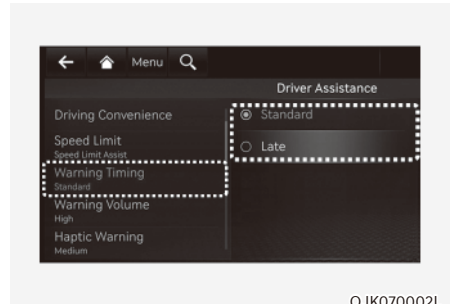 Menu
Driver Assistance
Driving Convenience
Speed Limit
Speed Limit Assist
Warning Timing
Standard
Warning Volume
High
Haptic Warning
Medium
Standard
Late
OJK070002L